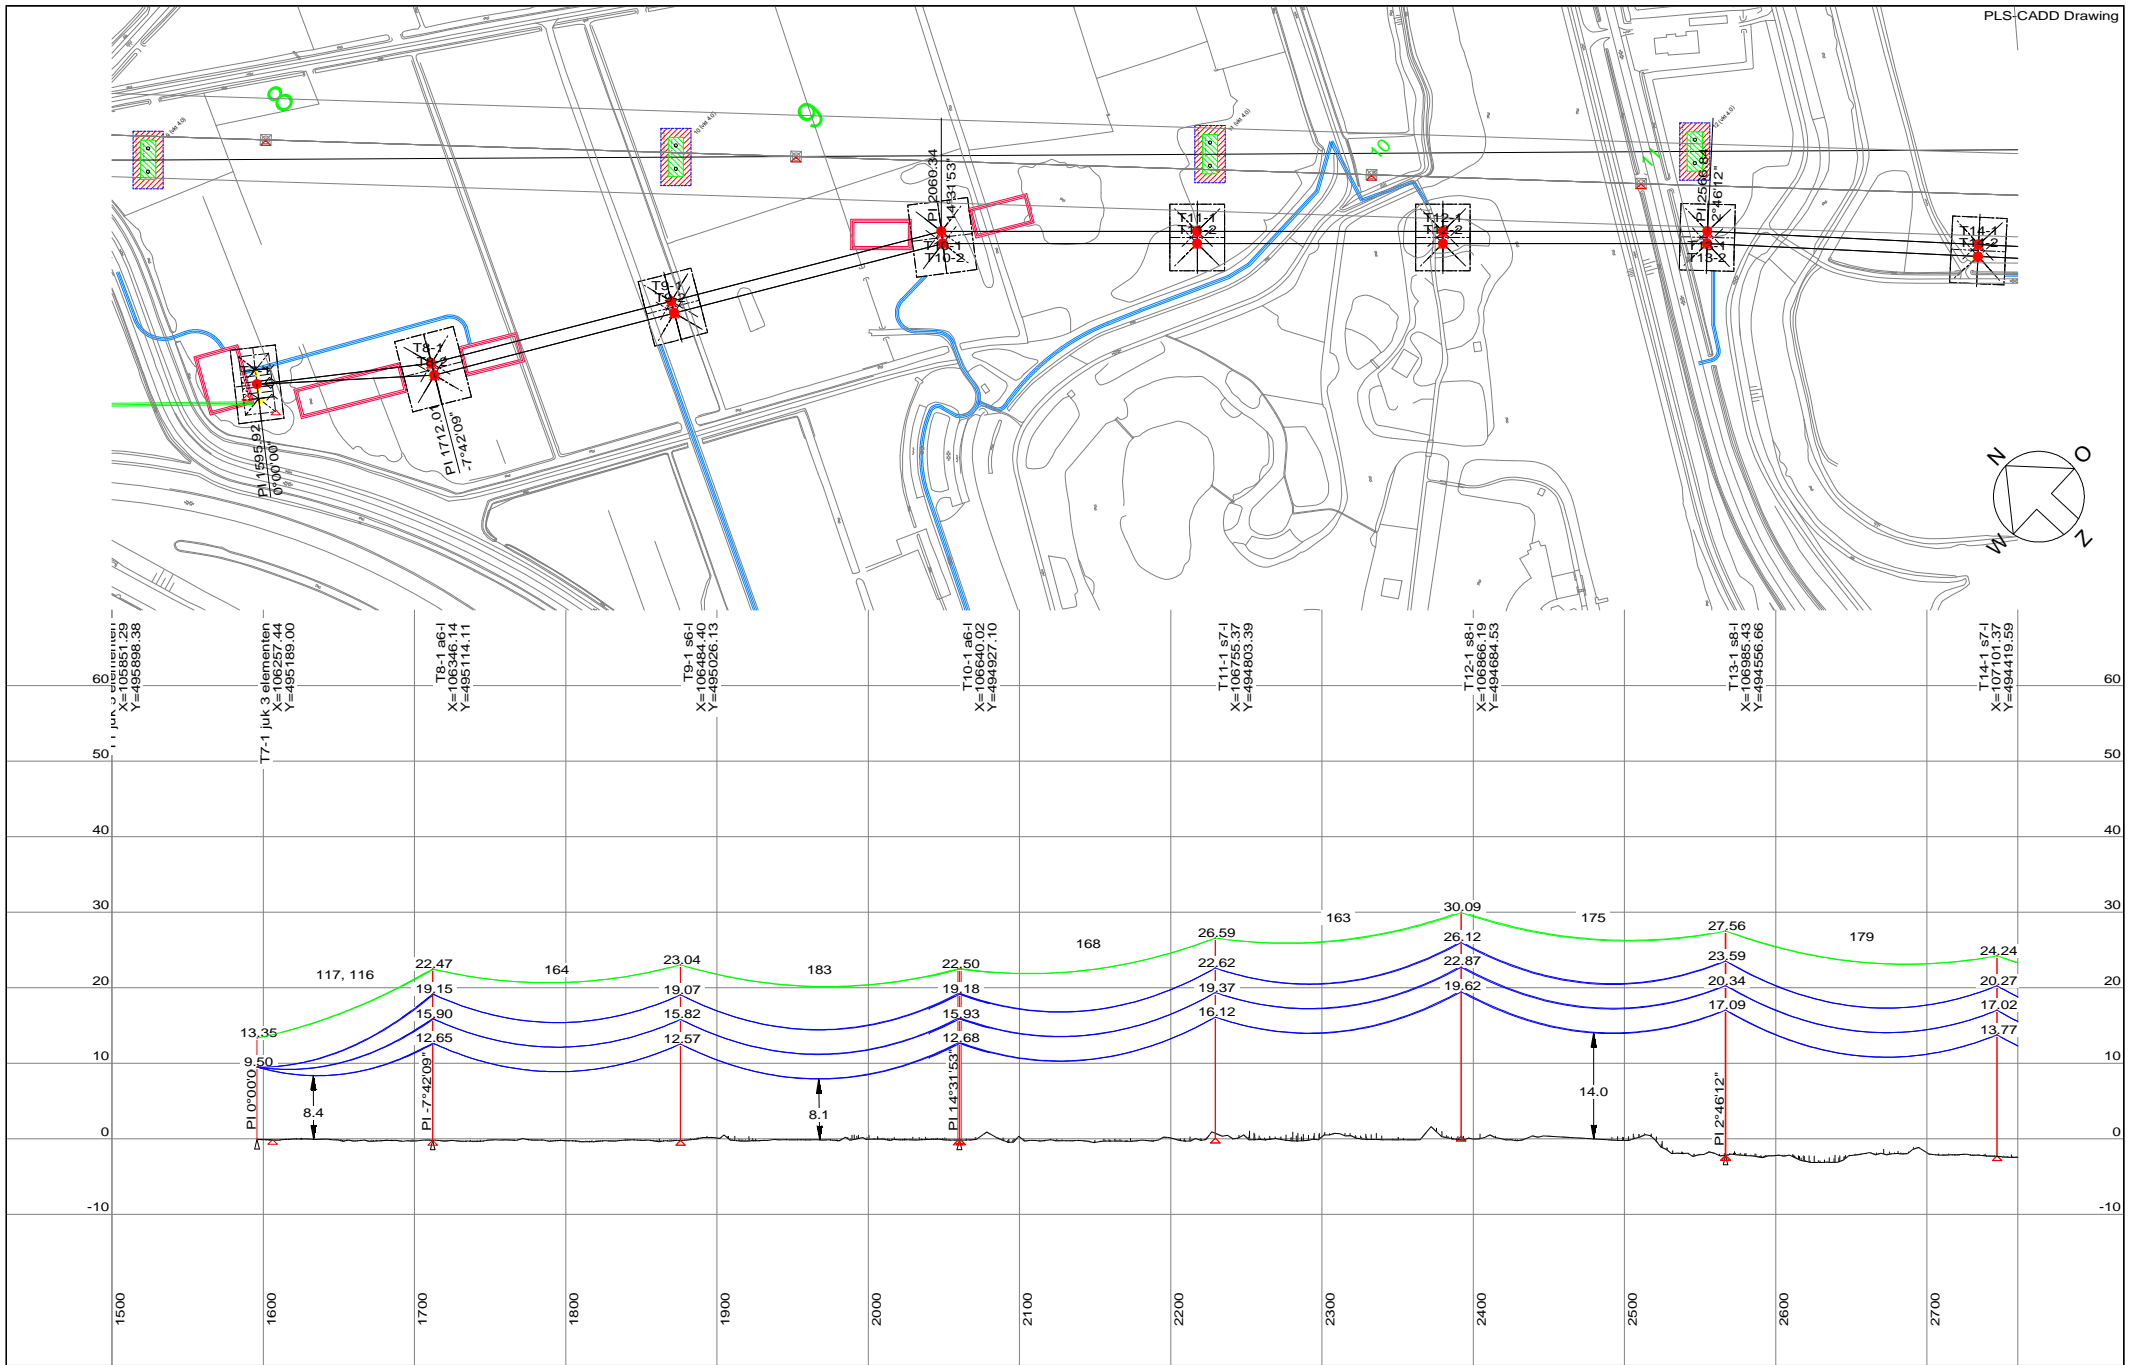 PLS-CADD Drawing
8
9
10
11
10 (vkl 4.0)
PI 2060.34
14°31'53"
2°46'12"
T11-1
T12-1
T14-1
T14-2
T10-1
T10-2
T13-2
T9-1
T8-1
PI 1595.92
0°00'00"
PI 1712.01
-7°42'09"
N
O
W
Z
X=105851.29
Y=495898.38
T7-1 juk 3 elementen
X=106257.44
Y=495189.00
T8-1 a6-I
X=106346.14
Y=495114.11
T9-1 s6-I
X=106484.40
Y=495026.13
T10-1 a6-I
X=106640.02
Y=494927.10
T11-1 s7-I
X=106755.37
Y=494803.39
T12-1 s8-I
X=106866.19
Y=494684.53
T13-1 s8-I
X=106985.43
Y=494556.66
T14-1 s7-I
X=107101.37
Y=494419.59
60 60
50 50
40 40
30 30
20 20
10 10
0 0
-10 -10
117, 116
164
183
168
163
175
179
13.35
9.50
22.47
19.15
15.90
12.65
23.04
19.07
15.82
12.57
22.50
19.18
15.93
12.68
26.59
22.62
19.37
16.12
30.09
26.12
22.87
19.62
27.56
23.59
20.34
17.09
24.24
20.27
17.02
13.77
8.4
8.1
14.0
PI 0°00'0
PI -7°42'09"
PI 14°31'53"
PI 2°46'12"
1500
1600
1700
1800
1900
2000
2100
2200
2300
2400
2500
2600
2700